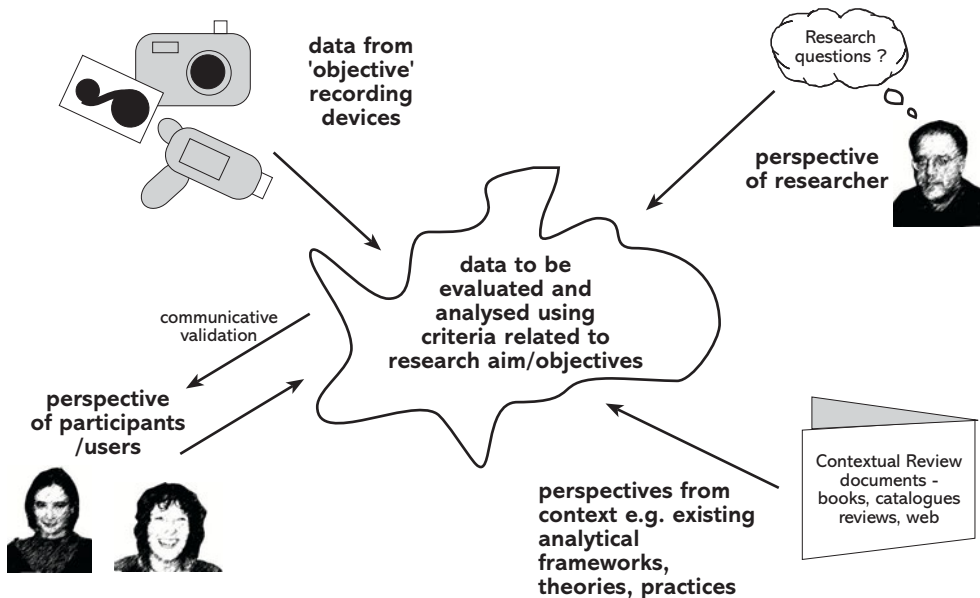 data from
'objective'
recording
devices
Research
questions ?
perspective
of researcher
data to be
evaluated and
analysed using
criteria related to
research aim/objectives
communicative
validation
perspective
of participants
/users
Contextual Review
documents -
books, catalogues
reviews, web
perspectives from
context e.g. existing
analytical
frameworks,
theories, practices